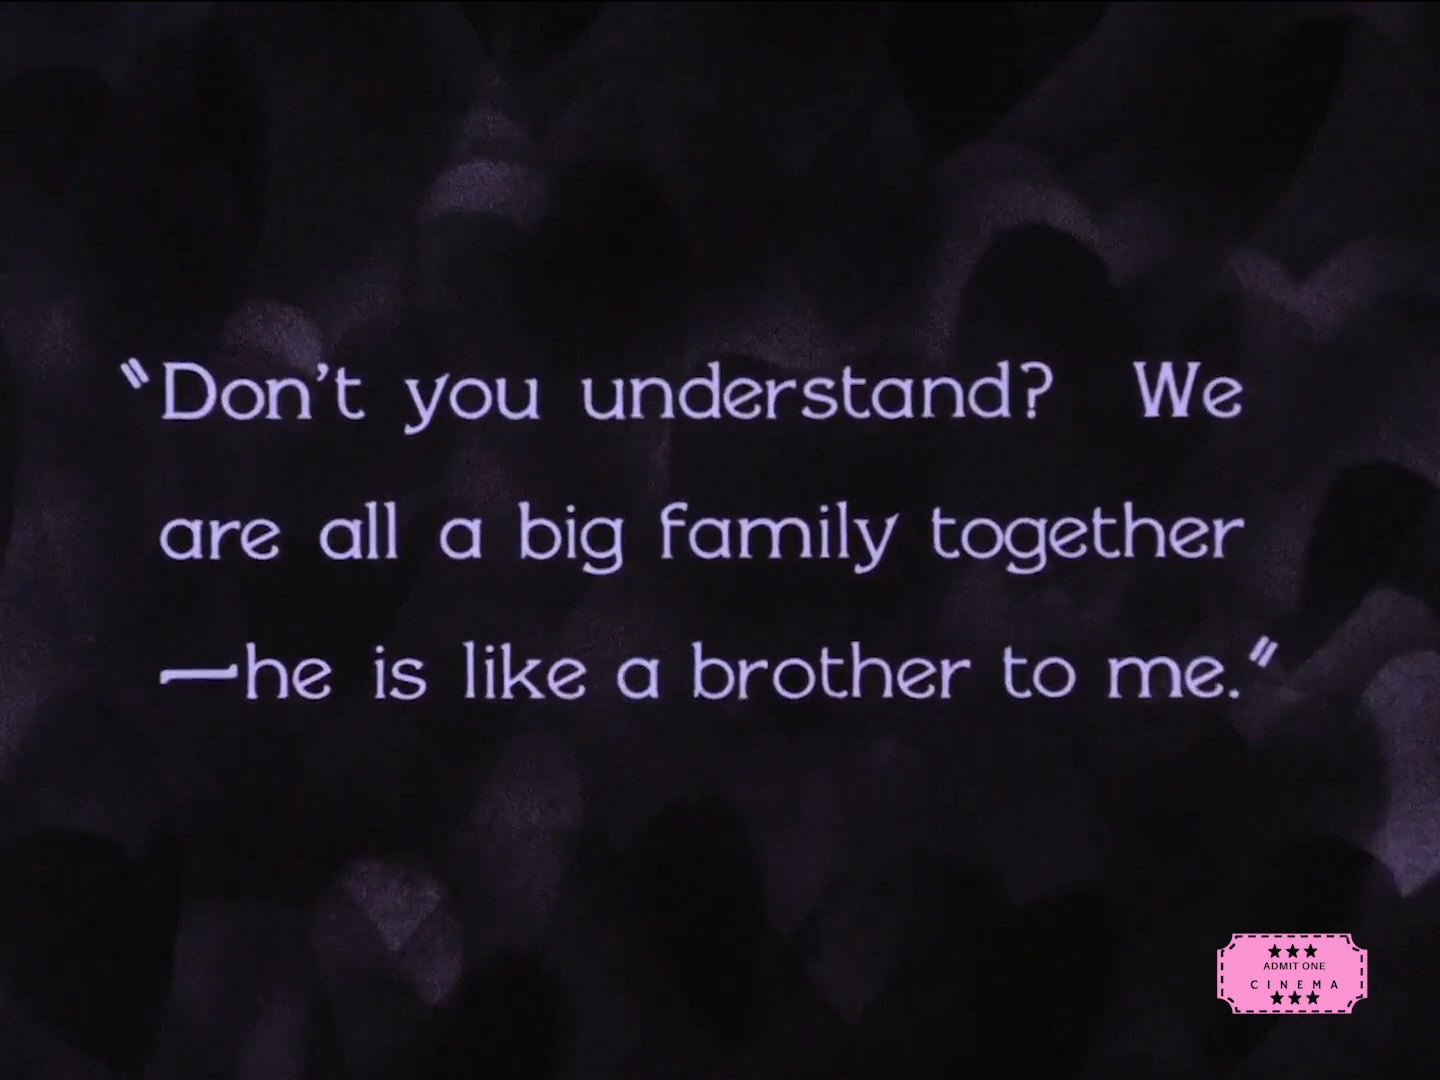 "Don't you understand? We
are all a big family together
—he is like a brother to me."
ADMIT ONE
CINEMA